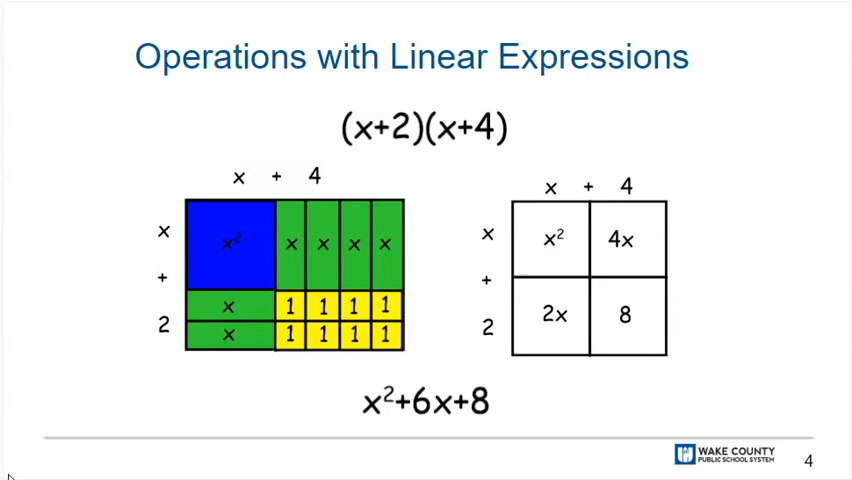 Operations with Linear Expressions
(x+2)(x+4)
x + 4
x
+
2
x² x x x x
x 1 1 1 1
x 1 1 1 1
x + 4
x
+
2
x² 4x
2x 8
x²+6x+8
WAKE COUNTY
PUBLIC SCHOOL SYSTEM
4